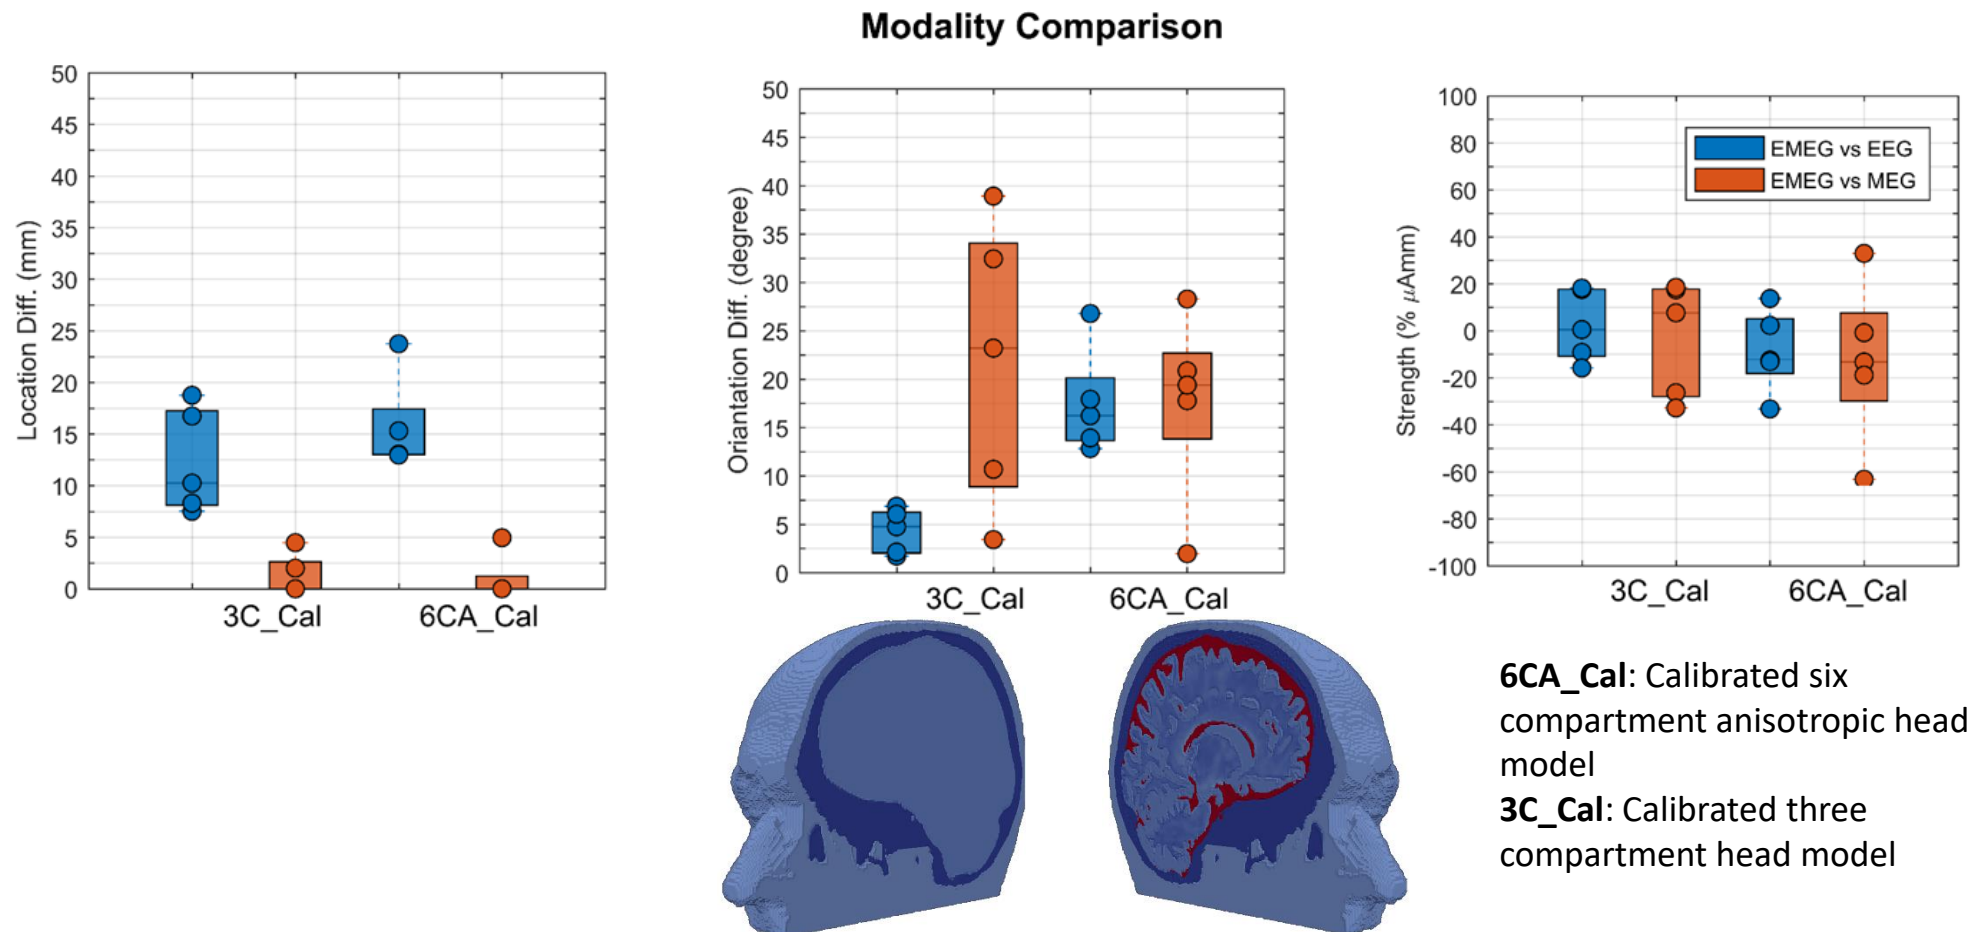 Modality Comparison
50
45
40
35
30
25
20
15
10
5
0
Location Diff. (mm)
3C_Cal
6CA_Cal
50
45
40
35
30
25
20
15
10
5
0
Oriantation Diff. (degree)
3C_Cal
6CA_Cal
100
80
60
40
20
0
-20
-40
-60
-80
-100
Strength (% μAmm)
EMEG vs EEG
EMEG vs MEG
3C_Cal
6CA_Cal
6CA_Cal: Calibrated six
compartment anisotropic head
model
3C_Cal: Calibrated three
compartment head model